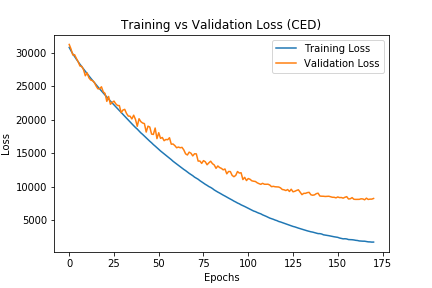 Training vs Validation Loss (CED)
Training Loss
Validation Loss
Loss
30000
25000
20000
15000
10000
5000
0
25
50
75
100
125
150
175
Epochs